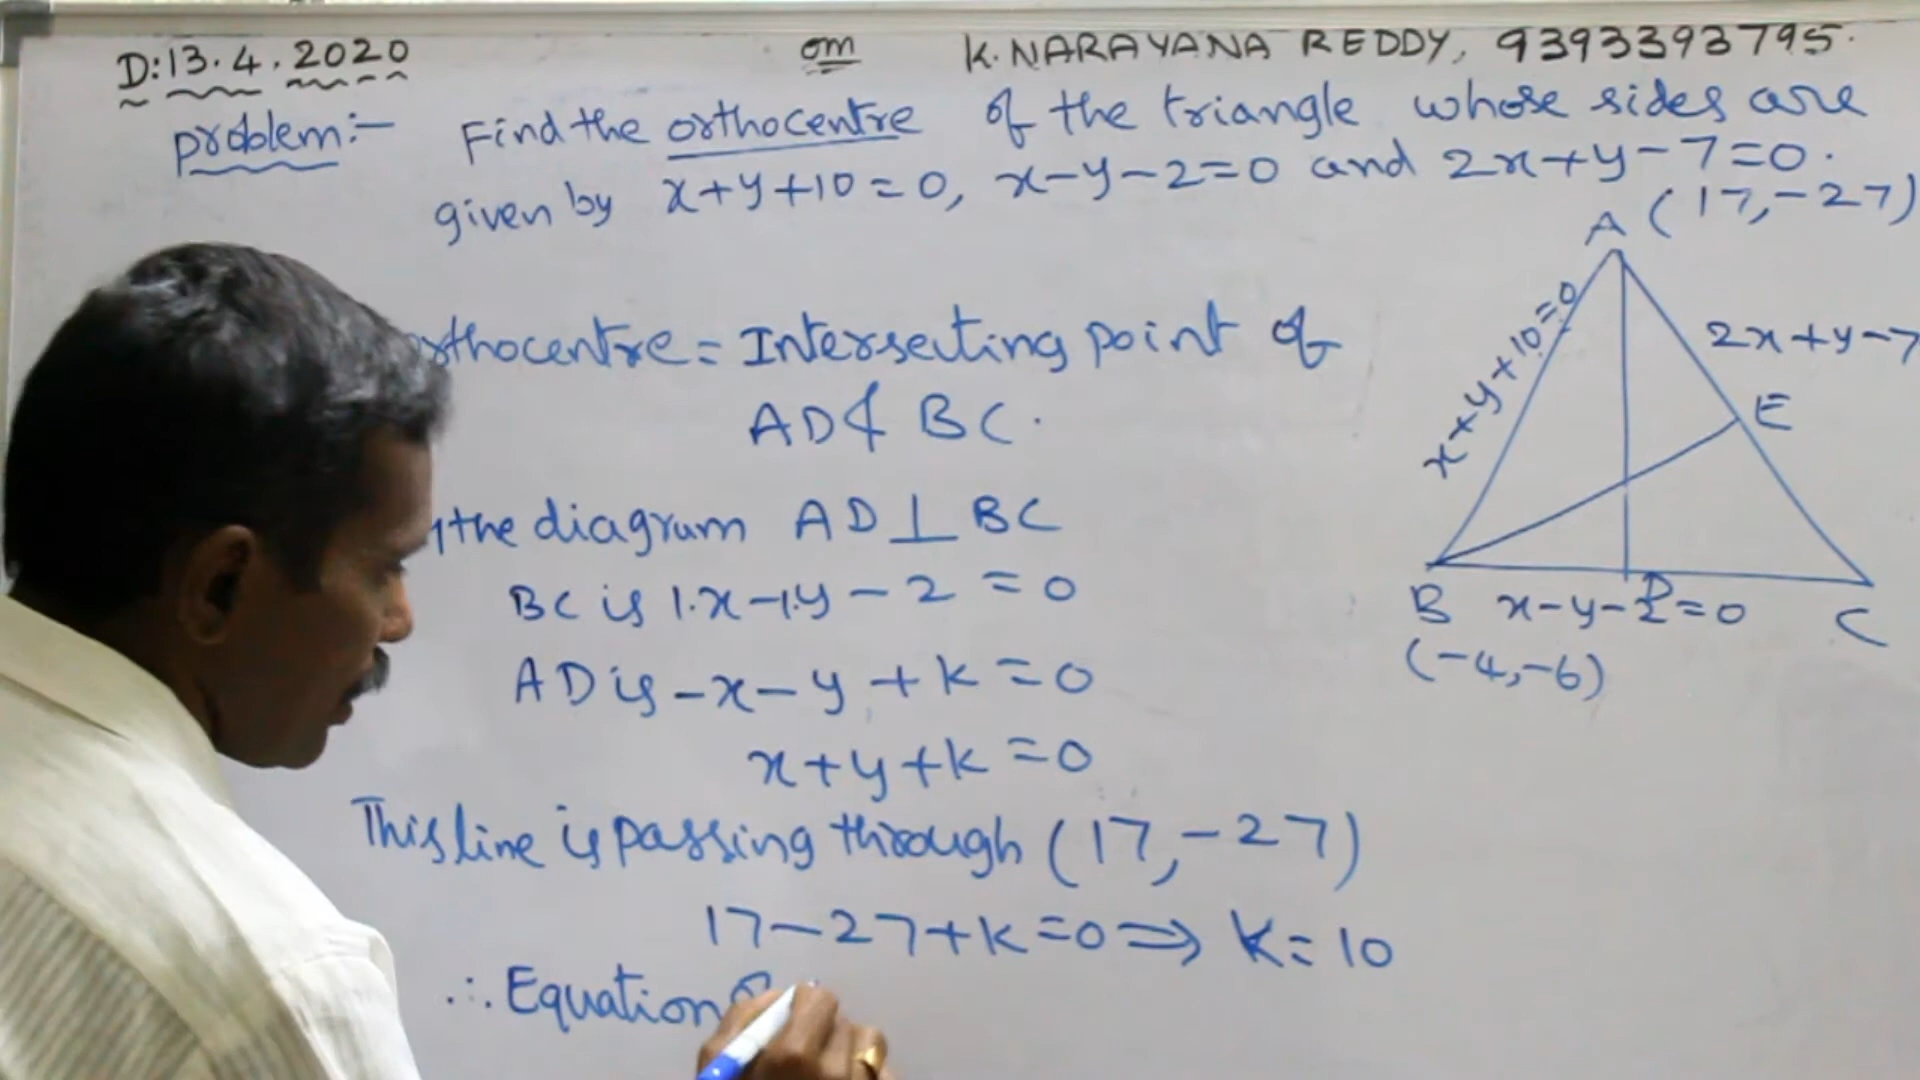 D:13.4.2020
om
K. NARAYANA REDDY, 9393393795.
problem:- Find the orthocentre of the triangle whose sides are
given by x+y+10=0, x-y-2=0 and 2x+y-7=0.
A (17,-27)
x+y+10=0
2x+y-7
E
B x-y-2=0 C
D
(-4,-6)
orthocentre = Intersecting point of
AD & BC.
the diagram AD ⊥ BC
BC is 1.x-1.y-2=0
AD is -x-y+k=0
x+y+k=0
This line is passing through (17,-27)
17-27+k=0 ⇒ k=10
∴ Equation